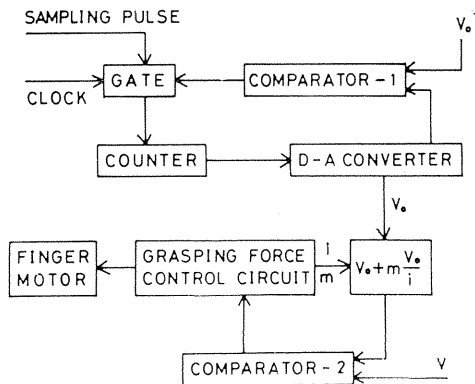 SAMPLING PULSE
V₀'
GATE
COMPARATOR-1
CLOCK
COUNTER
D-A CONVERTER
V₀
FINGER
MOTOR
GRASPING FORCE
CONTROL CIRCUIT
i
m
V₀+m V₀/i
COMPARATOR-2
V